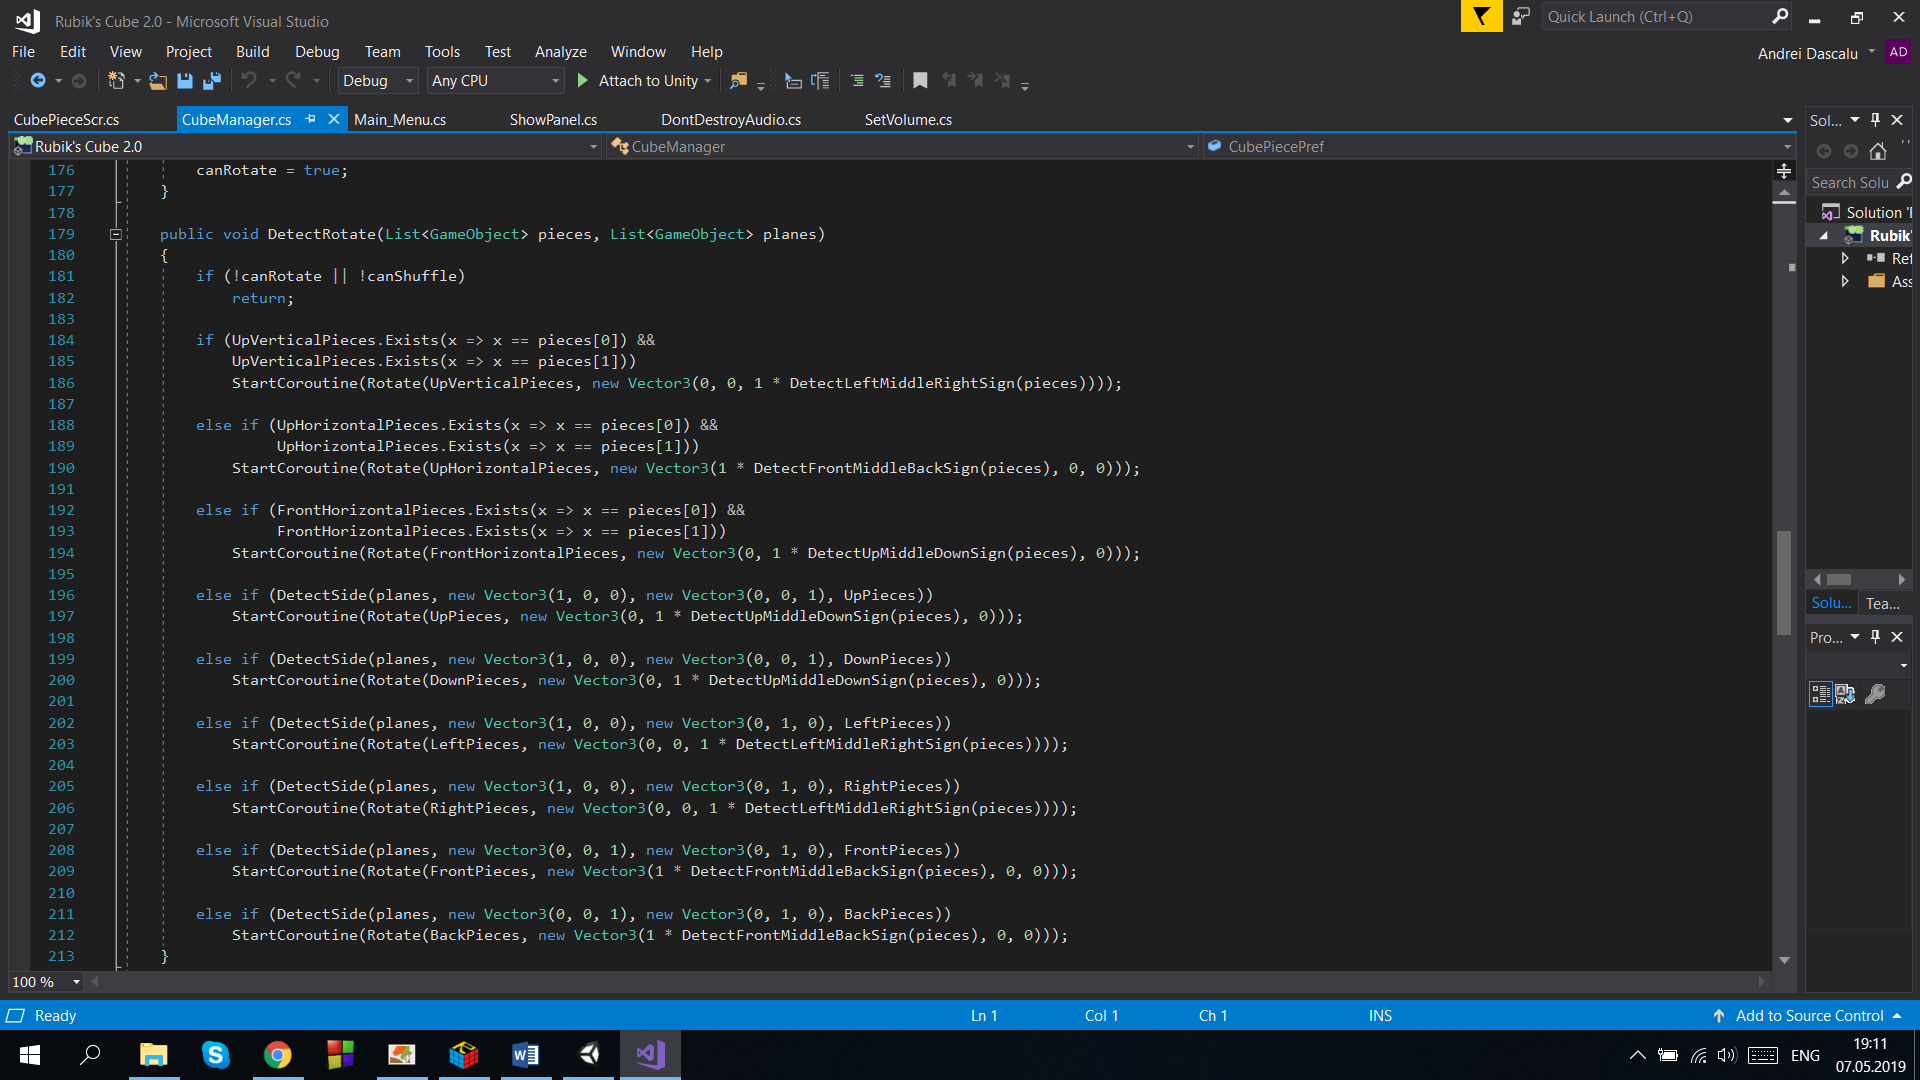 Rubik's Cube 2.0 - Microsoft Visual Studio
Quick Launch (Ctrl+Q)
File Edit View Project Build Debug Team Tools Test Analyze Window Help
Andrei Dascalu AD
Debug Any CPU Attach to Unity
CubePieceScr.cs CubeManager.cs Main_Menu.cs ShowPanel.cs DontDestroyAudio.cs SetVolume.cs
Sol...
Rubik's Cube 2.0 CubeManager CubePiecePref
Search Solu
Solution 'I
Rubik'
Ref
Ass
176 canRotate = true;
177 }
178
179 public void DetectRotate(List<GameObject> pieces, List<GameObject> planes)
180 {
181 if (!canRotate || !canShuffle)
182 return;
183
184 if (UpVerticalPieces.Exists(x => x == pieces[0]) &&
185 UpVerticalPieces.Exists(x => x == pieces[1]))
186 StartCoroutine(Rotate(UpVerticalPieces, new Vector3(0, 0, 1 * DetectLeftMiddleRightSign(pieces))));
187
188 else if (UpHorizontalPieces.Exists(x => x == pieces[0]) &&
189 UpHorizontalPieces.Exists(x => x == pieces[1]))
190 StartCoroutine(Rotate(UpHorizontalPieces, new Vector3(1 * DetectFrontMiddleBackSign(pieces), 0, 0)));
191
192 else if (FrontHorizontalPieces.Exists(x => x == pieces[0]) &&
193 FrontHorizontalPieces.Exists(x => x == pieces[1]))
194 StartCoroutine(Rotate(FrontHorizontalPieces, new Vector3(0, 1 * DetectUpMiddleDownSign(pieces), 0)));
195
196 else if (DetectSide(planes, new Vector3(1, 0, 0), new Vector3(0, 0, 1), UpPieces))
197 StartCoroutine(Rotate(UpPieces, new Vector3(0, 1 * DetectUpMiddleDownSign(pieces), 0)));
198
199 else if (DetectSide(planes, new Vector3(1, 0, 0), new Vector3(0, 0, 1), DownPieces))
200 StartCoroutine(Rotate(DownPieces, new Vector3(0, 1 * DetectUpMiddleDownSign(pieces), 0)));
201
202 else if (DetectSide(planes, new Vector3(1, 0, 0), new Vector3(0, 1, 0), LeftPieces))
203 StartCoroutine(Rotate(LeftPieces, new Vector3(0, 0, 1 * DetectLeftMiddleRightSign(pieces))));
204
205 else if (DetectSide(planes, new Vector3(1, 0, 0), new Vector3(0, 1, 0), RightPieces))
206 StartCoroutine(Rotate(RightPieces, new Vector3(0, 0, 1 * DetectLeftMiddleRightSign(pieces))));
207
208 else if (DetectSide(planes, new Vector3(0, 0, 1), new Vector3(0, 1, 0), FrontPieces))
209 StartCoroutine(Rotate(FrontPieces, new Vector3(1 * DetectFrontMiddleBackSign(pieces), 0, 0)));
210
211 else if (DetectSide(planes, new Vector3(0, 0, 1), new Vector3(0, 1, 0), BackPieces))
212 StartCoroutine(Rotate(BackPieces, new Vector3(1 * DetectFrontMiddleBackSign(pieces), 0, 0)));
213 }
Solu... Tea...
Pro...
100 %
Ready Ln 1 Col 1 Ch 1 INS Add to Source Control
ENG
19:11
07.05.2019